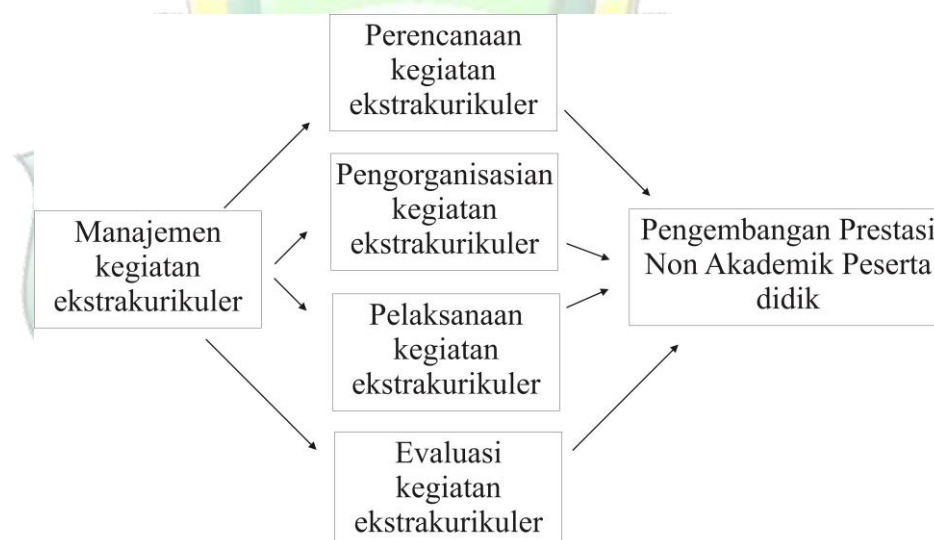 Perencanaan
kegiatan
ekstrakurikuler
Pengorganisasian
kegiatan
ekstrakurikuler
Manajemen
kegiatan
ekstrakurikuler
Pengembangan Prestasi
Non Akademik Peserta
didik
Pelaksanaan
kegiatan
ekstrakurikuler
Evaluasi
kegiatan
ekstrakurikuler